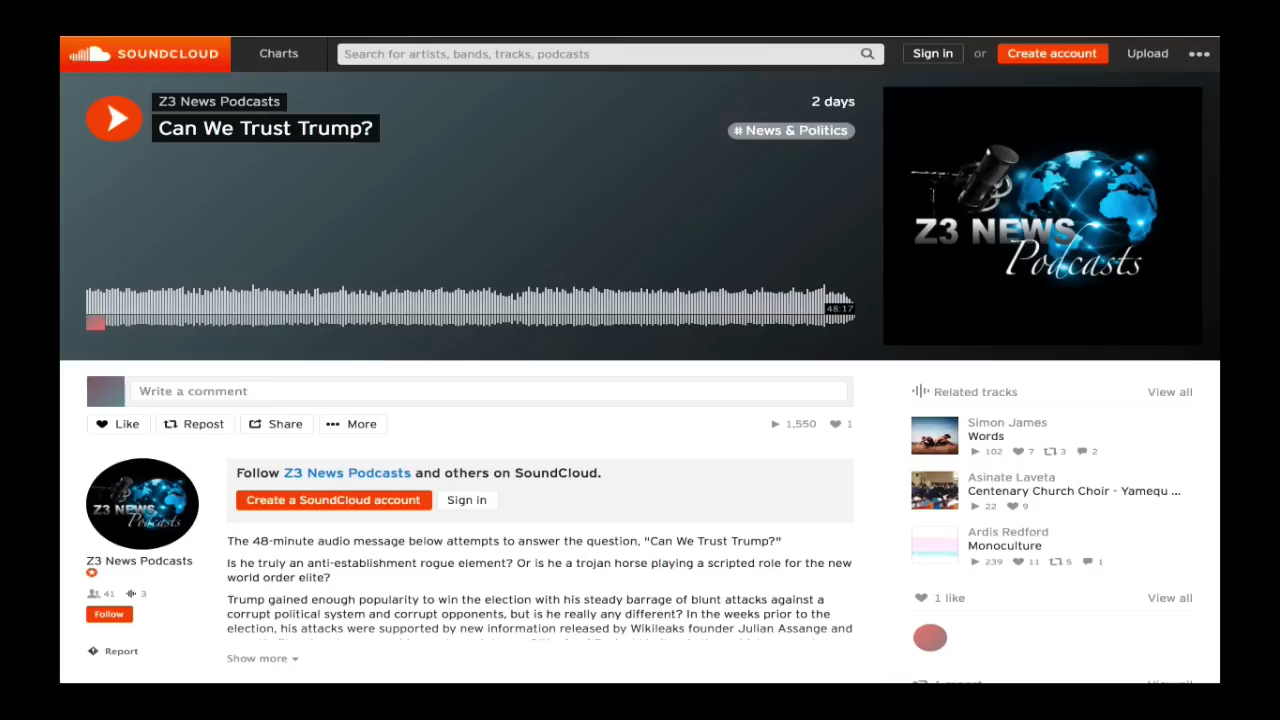 SOUNDCLOUD
Charts
Search for artists, bands, tracks, podcasts
Sign in or Create account Upload
Z3 News Podcasts
Can We Trust Trump?
2 days
# News & Politics
48:17
Z3 NEWS
Podcasts
Write a comment
Like Repost Share More
1,550 1
Z3 NEWS
Podcasts
Z3 News Podcasts
41 3
Follow
Report
Follow Z3 News Podcasts and others on SoundCloud.
Create a SoundCloud account Sign in
The 48-minute audio message below attempts to answer the question, "Can We Trust Trump?"
Is he truly an anti-establishment rogue element? Or is he a trojan horse playing a scripted role for the new
world order elite?
Trump gained enough popularity to win the election with his steady barrage of blunt attacks against a
corrupt political system and corrupt opponents, but is he really any different? In the weeks prior to the
election, his attacks were supported by new information released by Wikileaks founder Julian Assange and
Show more
Related tracks View all
Simon James
Words
102 7 3 2
Asinate Laveta
Centenary Church Choir - Yamequ ...
22 9
Ardis Redford
Monoculture
239 11 5 1
1 like View all